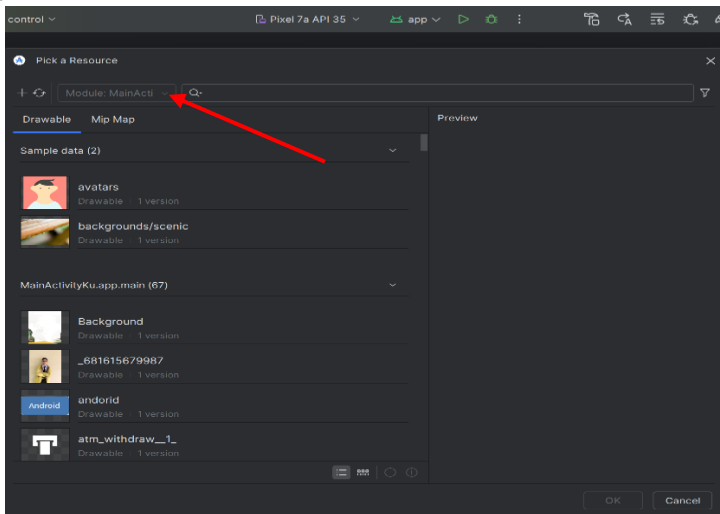 control
Pixel 7a API 35
app
Pick a Resource
Module: MainActi
Drawable
Mip Map
Preview
Sample data (2)
avatars
Drawable 1 version
backgrounds/scenic
Drawable 1 version
MainActivityKu.app.main (67)
Background
Drawable 1 version
_681615679987
Drawable 1 version
Android
andorid
Drawable 1 version
atm_withdraw__1_
Drawable 1 version
OK
Cancel